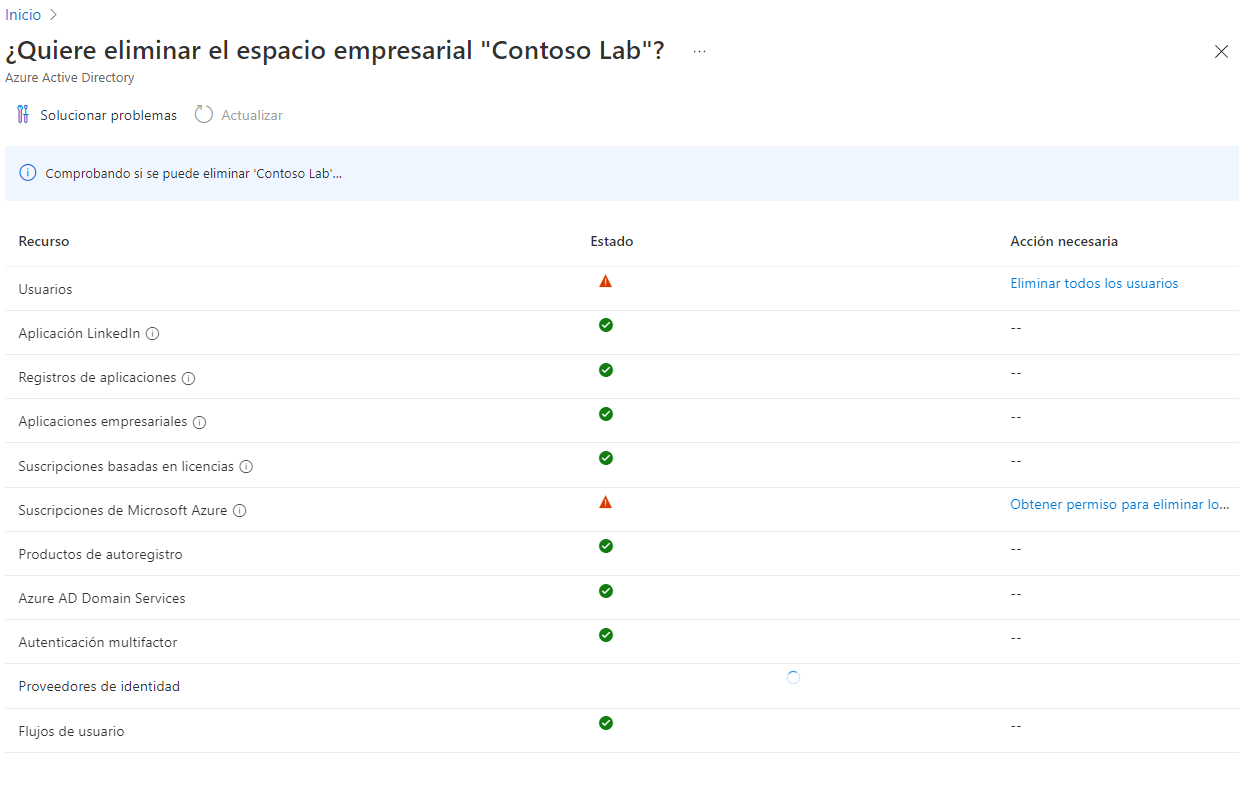 Inicio
¿Quiere eliminar el espacio empresarial "Contoso Lab"? ...
Azure Active Directory
Solucionar problemas Actualizar
Comprobando si se puede eliminar 'Contoso Lab'...
Recurso Estado Acción necesaria
Usuarios Eliminar todos los usuarios
Aplicación LinkedIn --
Registros de aplicaciones --
Aplicaciones empresariales --
Suscripciones basadas en licencias --
Suscripciones de Microsoft Azure Obtener permiso para eliminar lo...
Productos de autoregistro --
Azure AD Domain Services --
Autenticación multifactor --
Proveedores de identidad
Flujos de usuario --